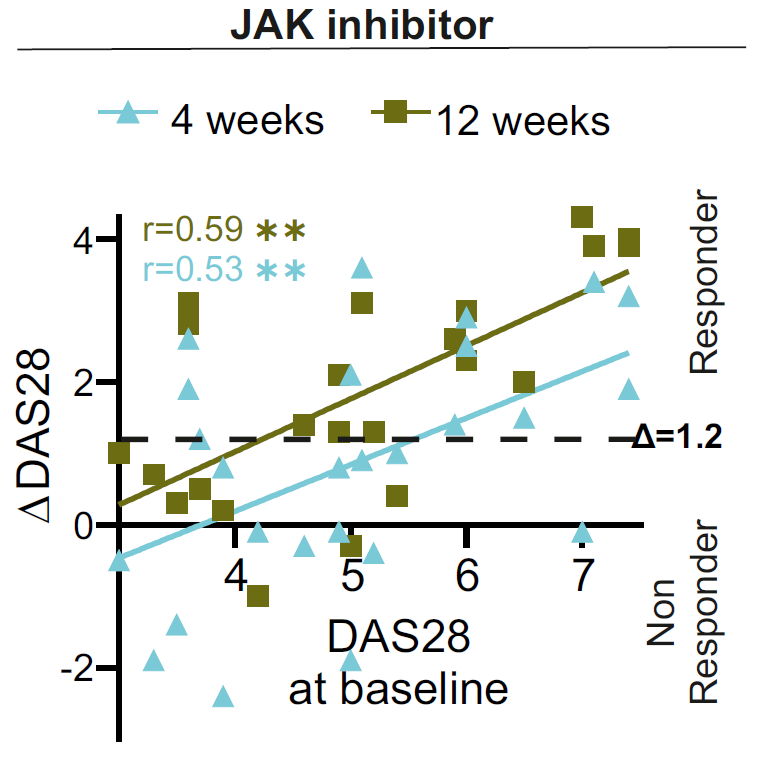 JAK inhibitor
4 weeks
12 weeks
r=0.59 **
r=0.53 **
4
2
0
-2
4
5
6
7
Δ DAS28
DAS28
at baseline
Δ=1.2
Responder
Non
Responder